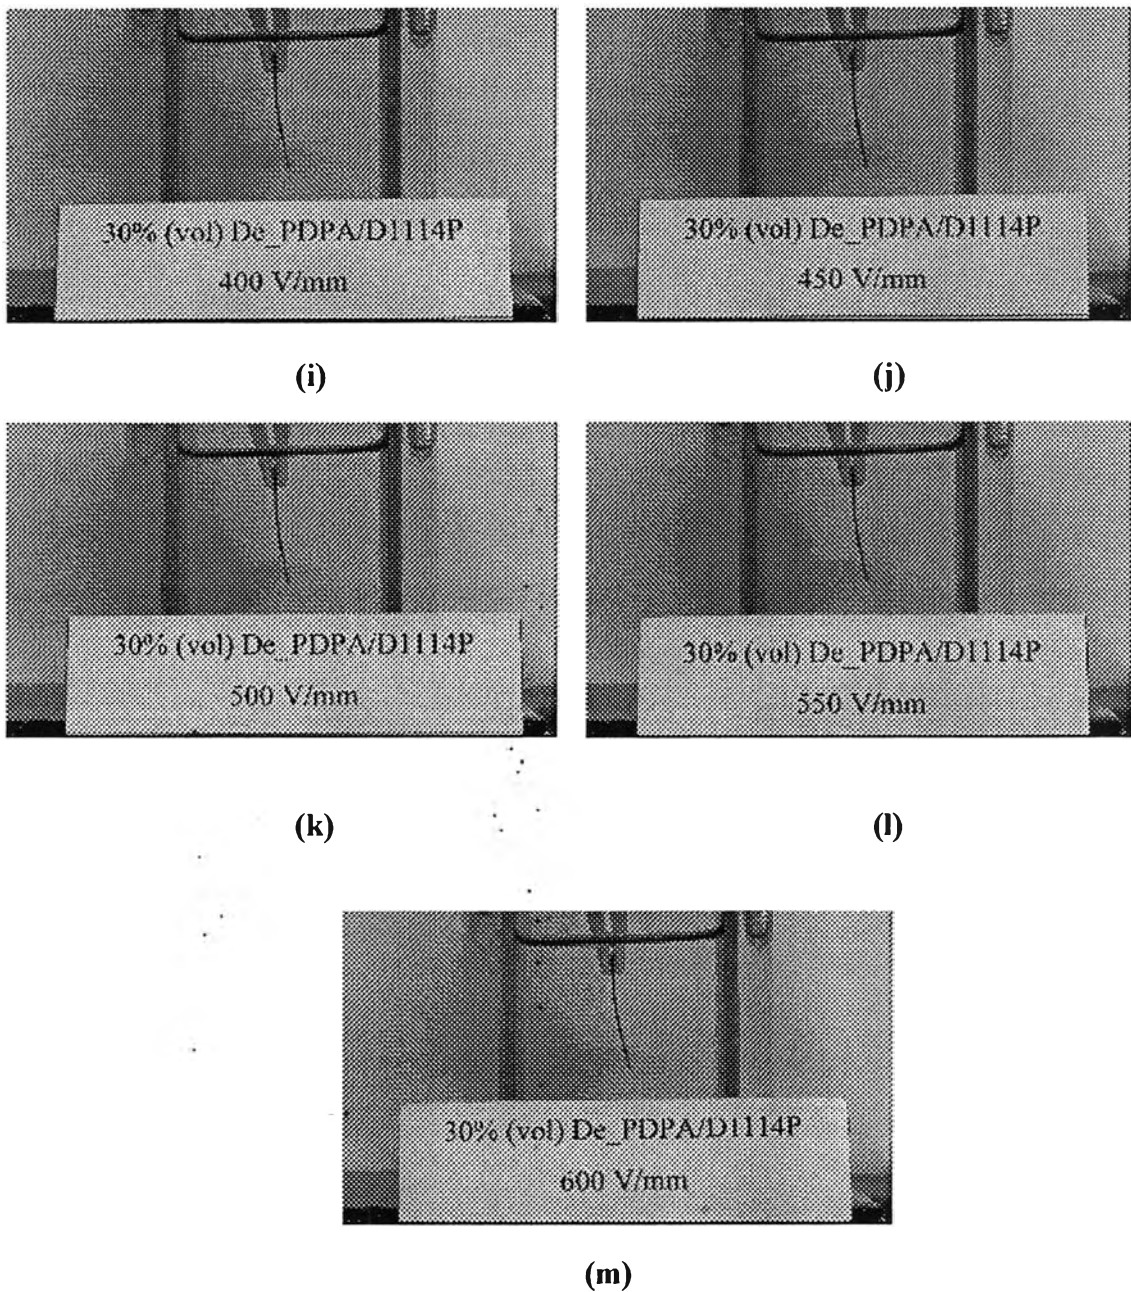 30% (vol) De_PDPA/D1114P
400 V/mm
(i)
30% (vol) De_PDPA/D1114P
450 V/mm
(j)
30% (vol) De_PDPA/D1114P
500 V/mm
(k)
30% (vol) De_PDPA/D1114P
550 V/mm
(l)
30% (vol) De_PDPA/D1114P
600 V/mm
(m)